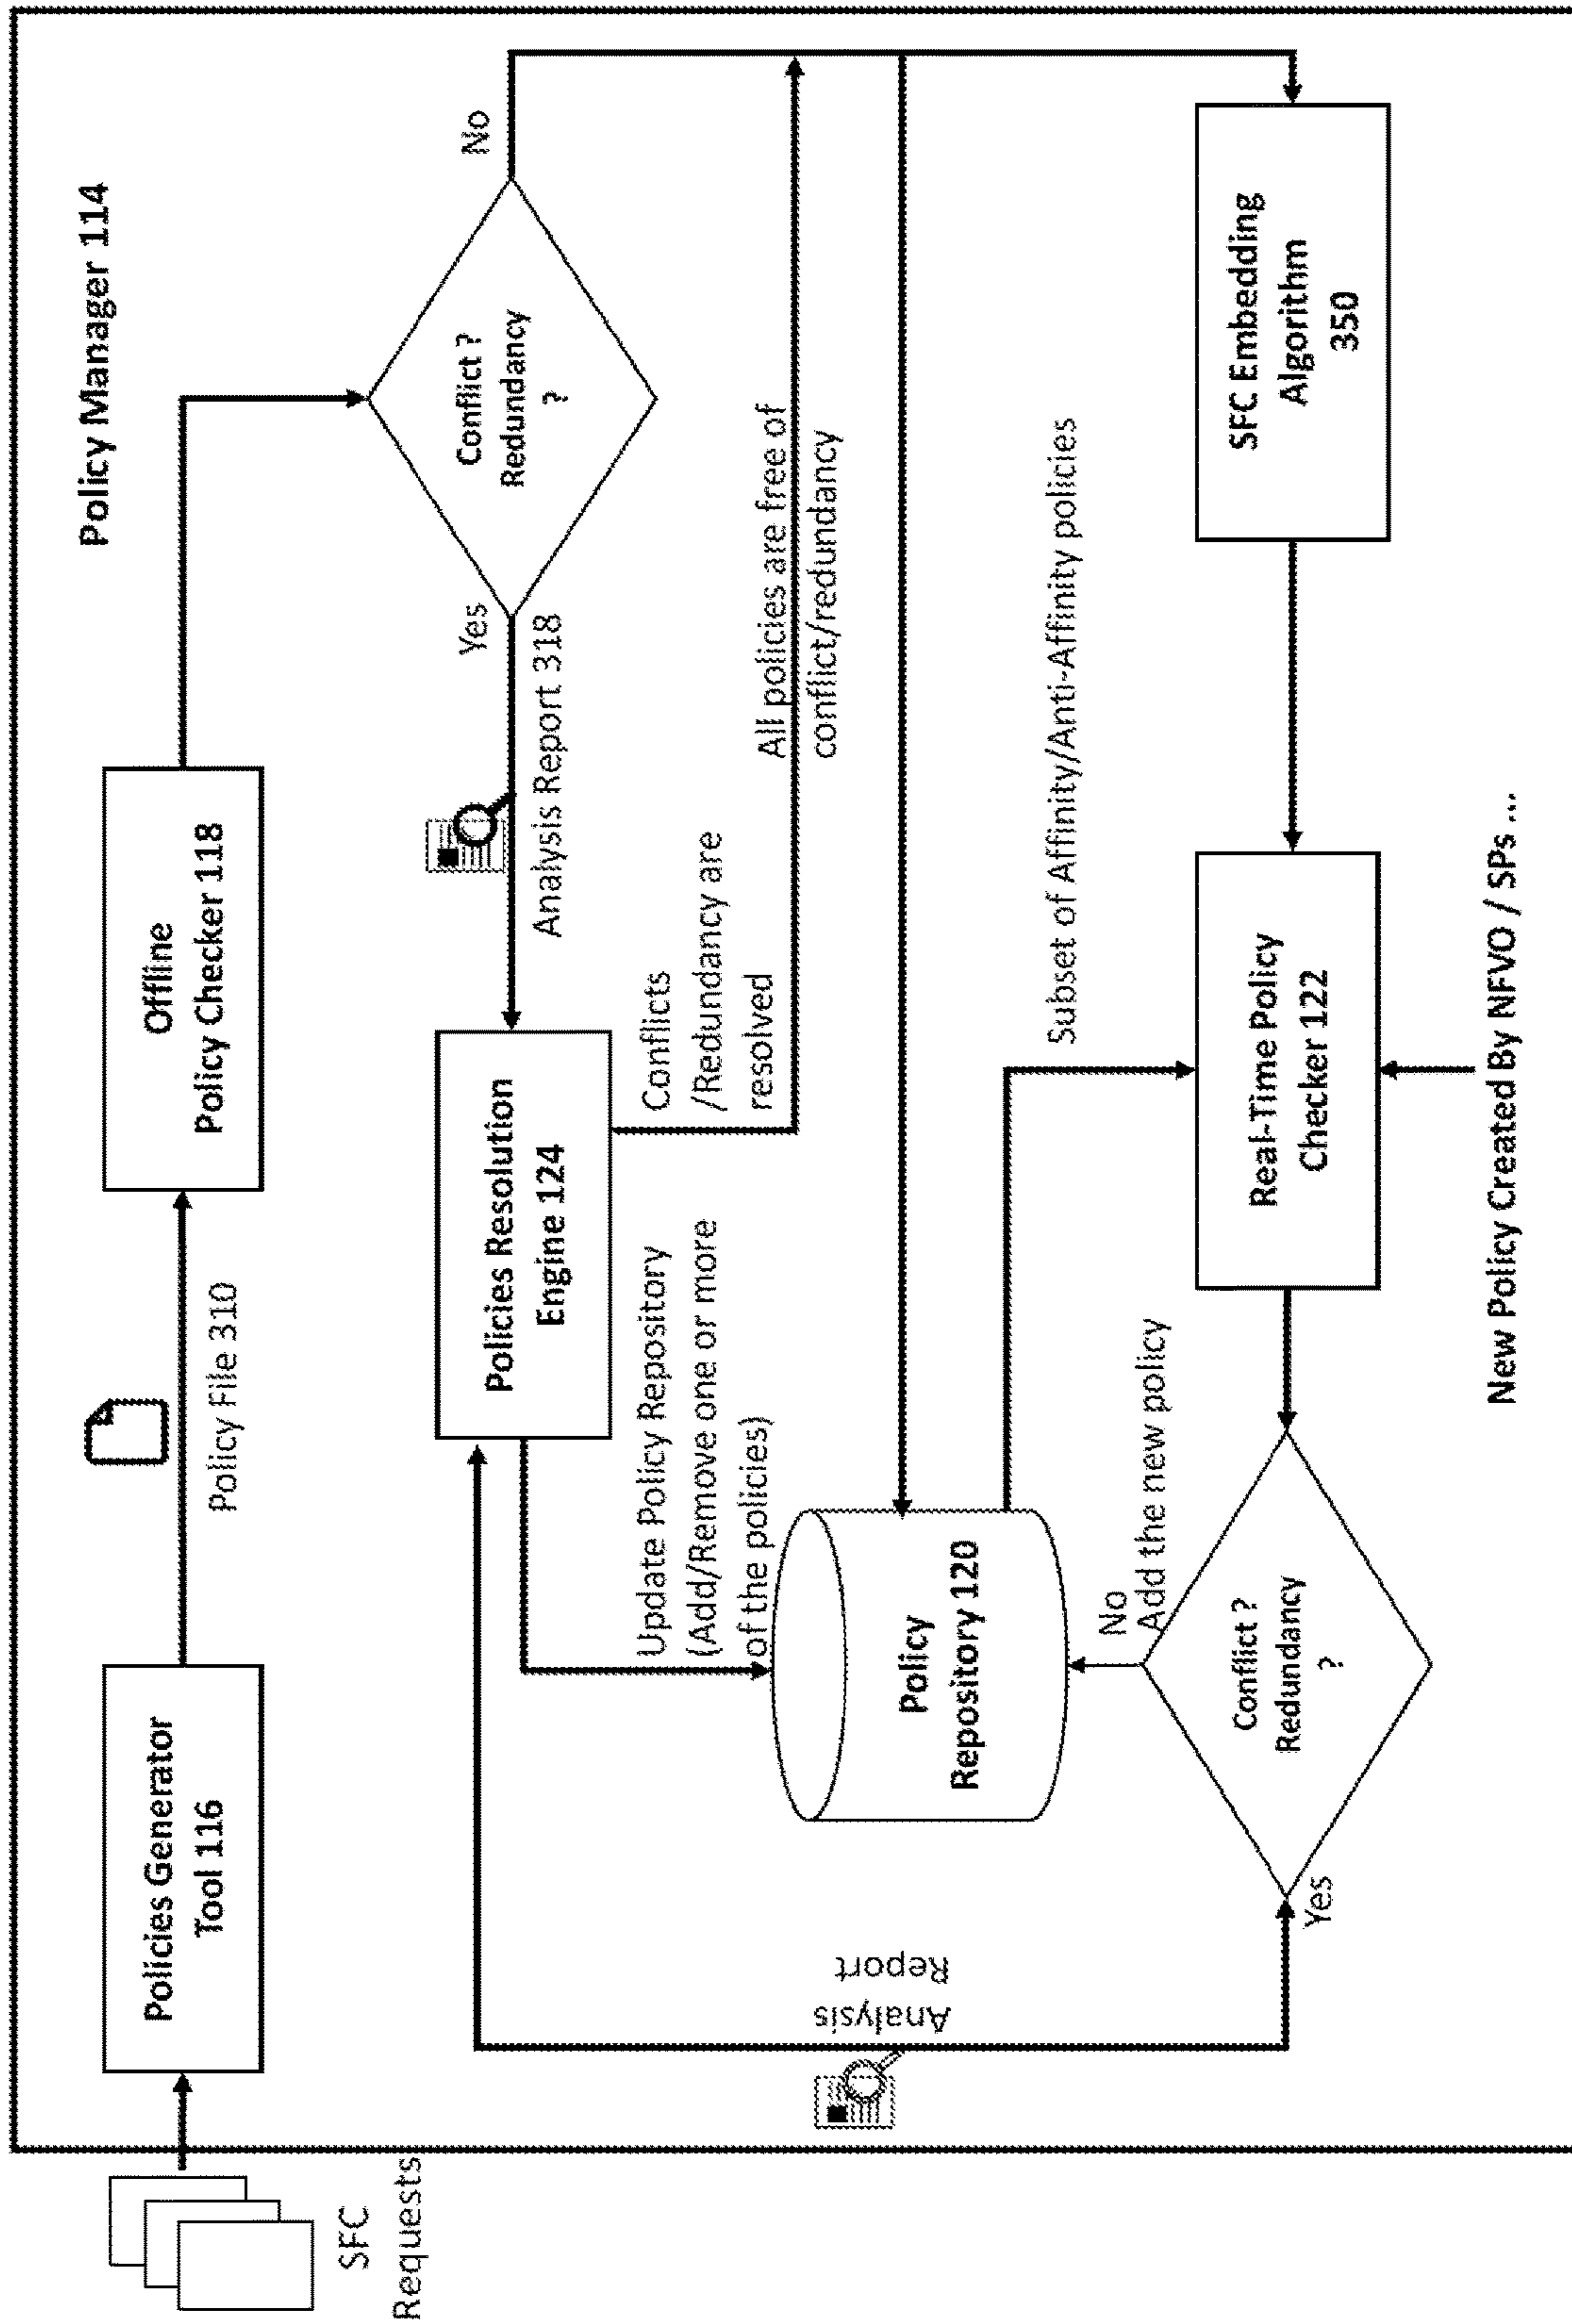 Policy Manager 114
SFC
Requests
Policies Generator
Tool 116
Policy File 310
Offline
Policy Checker 118
Conflict ?
Redundancy
?
Yes
No
Analysis Report 318
Policies Resolution
Engine 124
Conflicts
/Redundancy are
resolved
All policies are free of
conflict/redundancy
Update Policy Repository
(Add/Remove one or more
of the policies)
Analysis
Report
Policy
Repository 120
Subset of Affinity/Anti-Affinity policies
No
Add the new policy
Conflict ?
Redundancy
?
Yes
Real-Time Policy
Checker 122
SFC Embedding
Algorithm
350
New Policy Created By NFVO / SPs ...